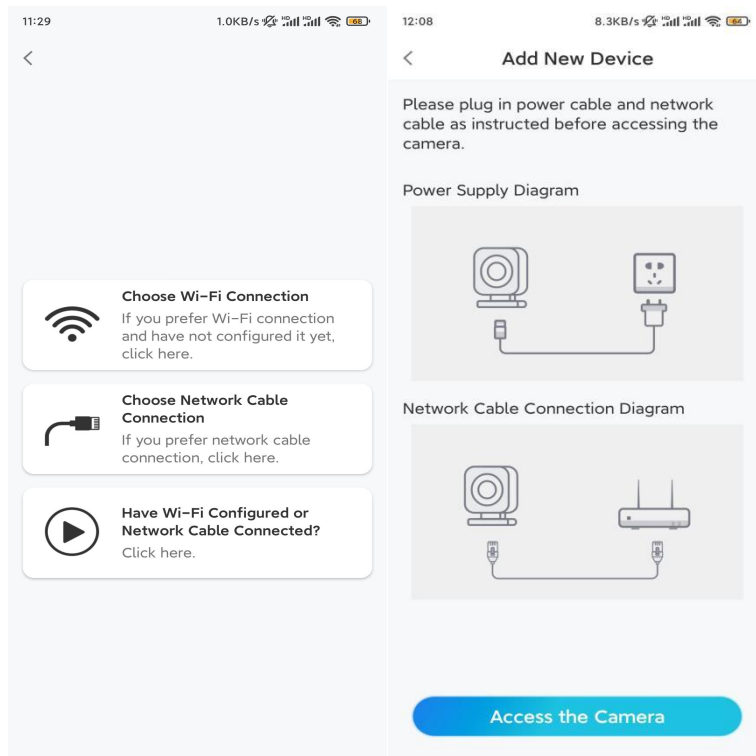 11:29
1.0KB/s HD HD 68
Choose Wi-Fi Connection
If you prefer Wi-Fi connection
and have not configured it yet,
click here.
Choose Network Cable
Connection
If you prefer network cable
connection, click here.
Have Wi-Fi Configured or
Network Cable Connected?
Click here.
12:08
8.3KB/s HD HD 64
Add New Device
Please plug in power cable and network
cable as instructed before accessing the
camera.
Power Supply Diagram
Network Cable Connection Diagram
Access the Camera